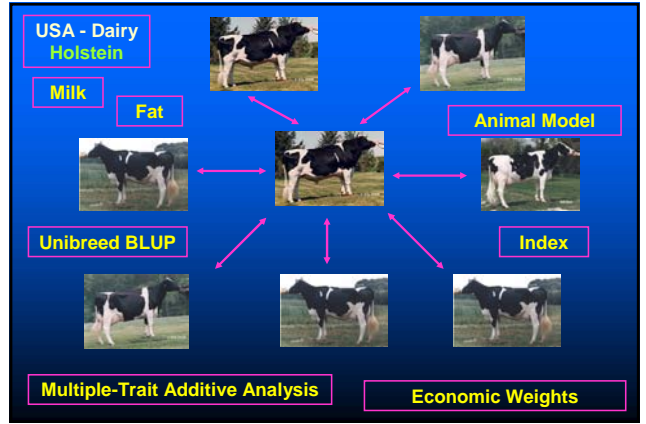 USA - Dairy
Holstein
Milk
Fat
Animal Model
Unibreed BLUP
Index
Multiple-Trait Additive Analysis
Economic Weights